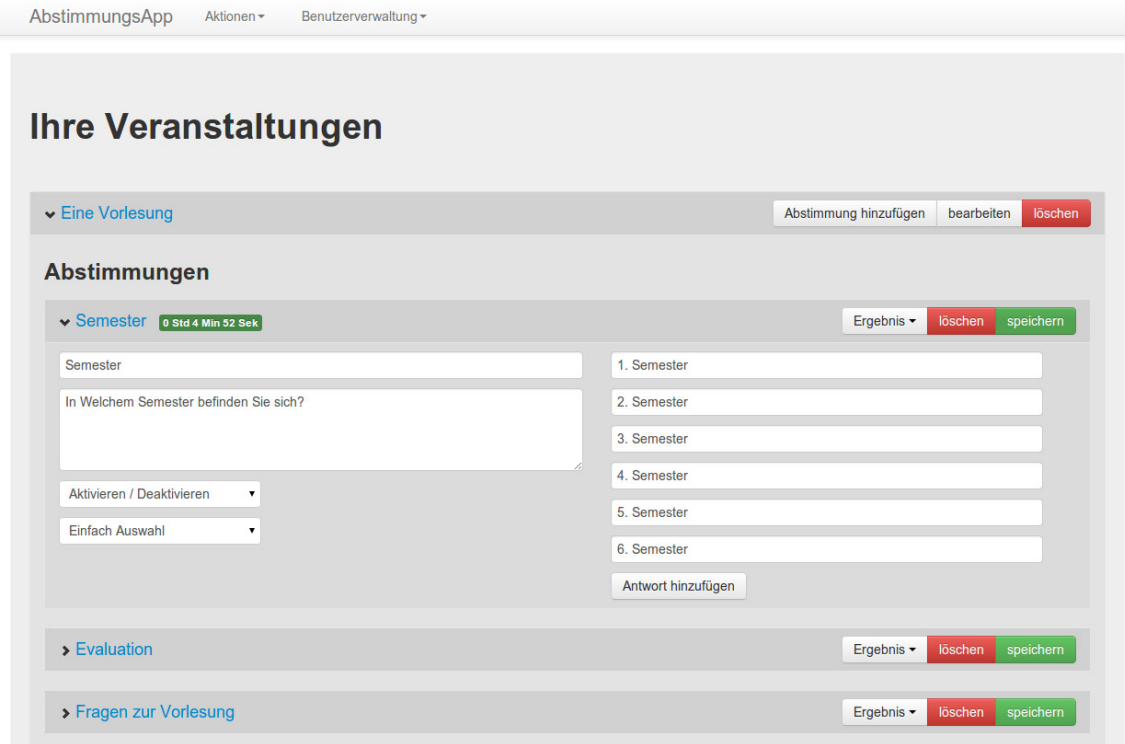 AbstimmungsApp Aktionen Benutzerverwaltung
Ihre Veranstaltungen
Eine Vorlesung Abstimmung hinzufügen bearbeiten löschen
Abstimmungen
Semester 0 Std 4 Min 52 Sek Ergebnis löschen speichern
Semester
In Welchem Semester befinden Sie sich?
Aktivieren / Deaktivieren
Einfach Auswahl
1. Semester
2. Semester
3. Semester
4. Semester
5. Semester
6. Semester
Antwort hinzufügen
Evaluation Ergebnis löschen speichern
Fragen zur Vorlesung Ergebnis löschen speichern